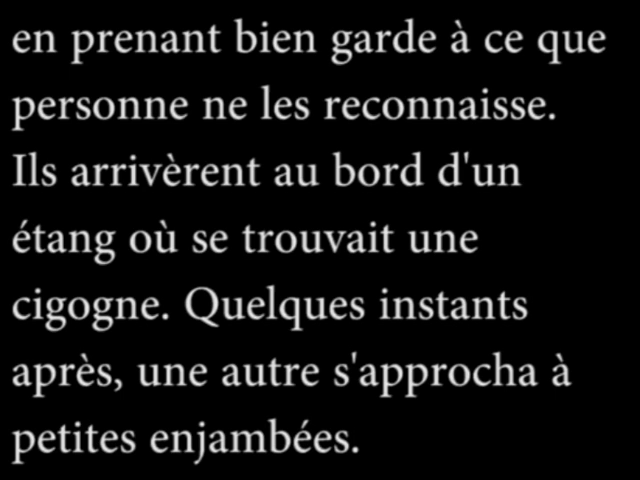 en prenant bien garde à ce que
personne ne les reconnaisse.
Ils arrivèrent au bord d'un
étang où se trouvait une
cigogne. Quelques instants
après, une autre s'approcha à
petites enjambées.